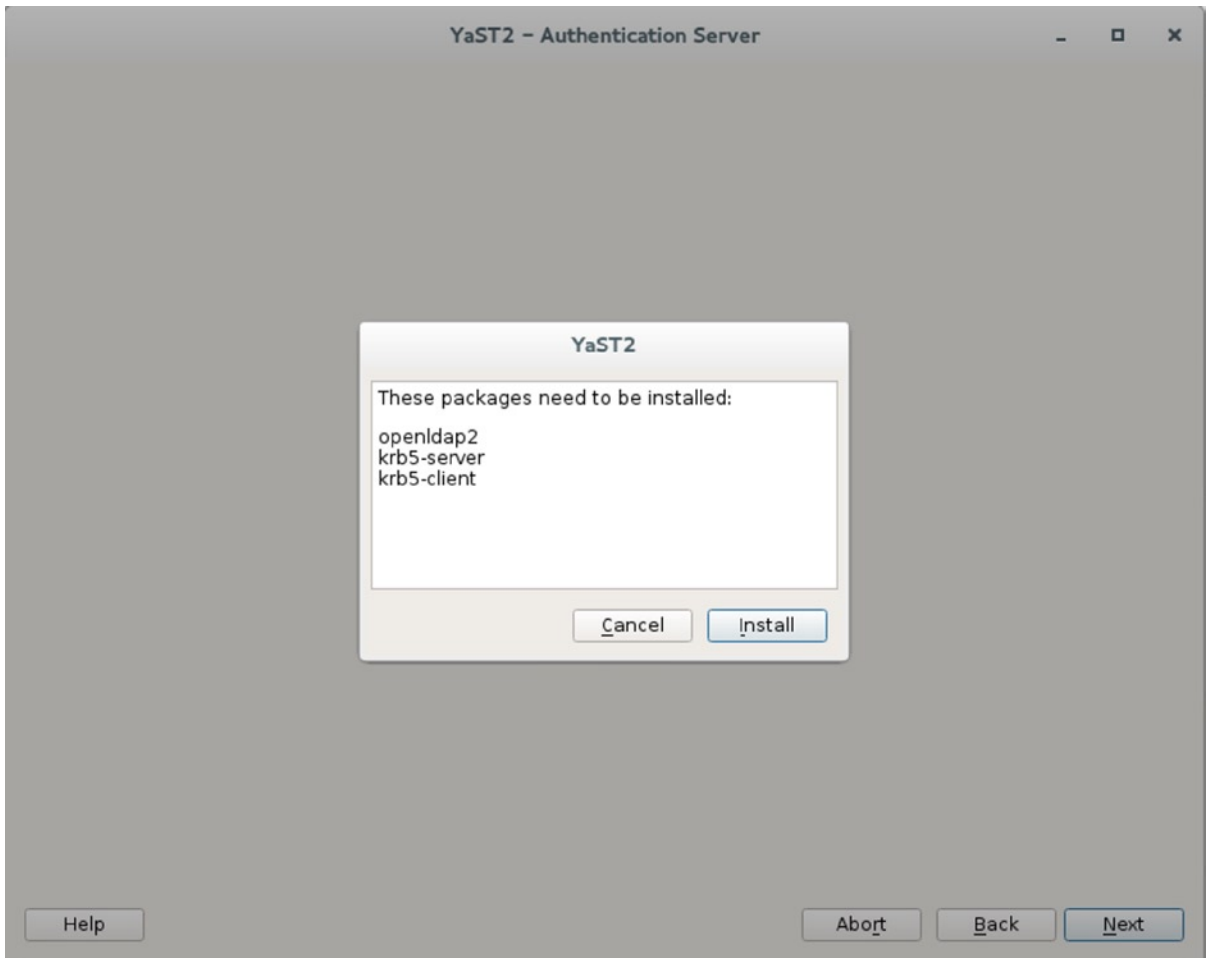 YaST2 – Authentication Server
YaST2
These packages need to be installed:
openldap2
krb5-server
krb5-client
Cancel
Install
Help
Abort
Back
Next